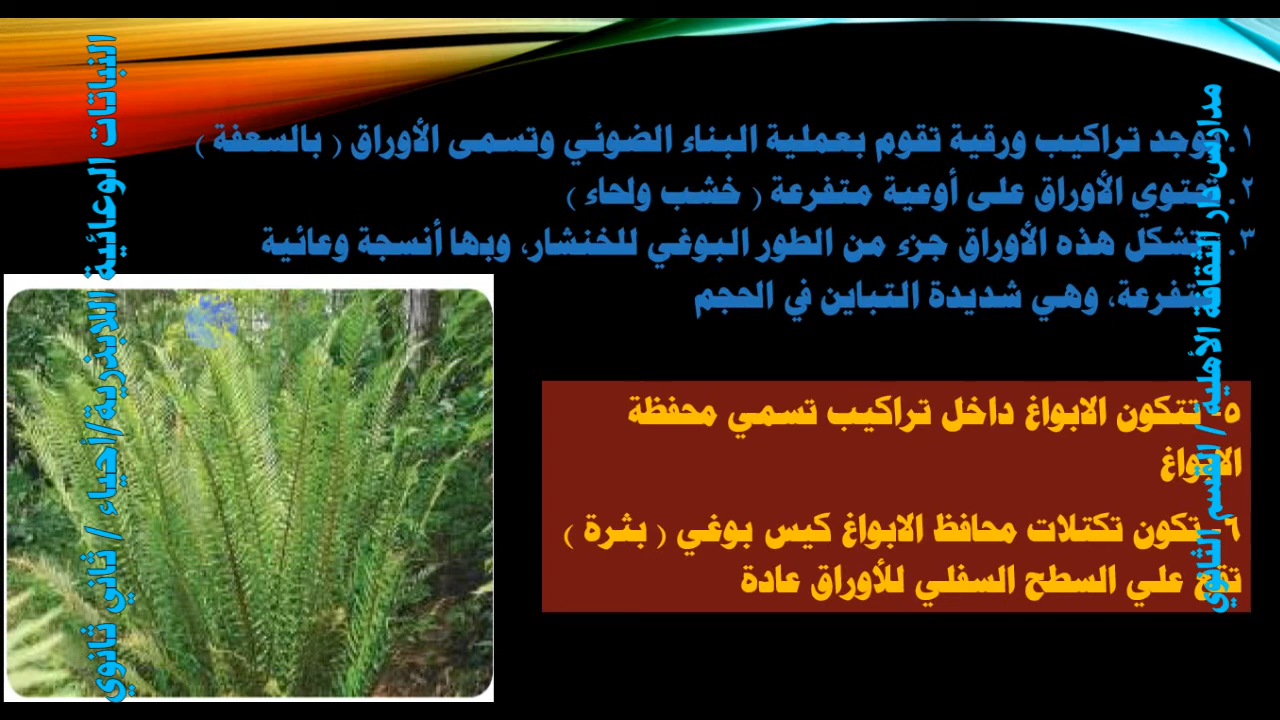 ١. توجد تراكيب ورقية تقوم بعملية البناء الضوئي وتسمى الأوراق ( بالسعفة )
٢. تحتوي الأوراق على أوعية متفرعة ( خشب ولحاء )
٣. تشكل هذه الأوراق جزء من الطور البوغي للخنشار، وبها أنسجة وعائية
متفرعة، وهي شديدة التباين في الحجم
٥- تتكون الابواغ داخل تراكيب تسمي محفظة
الابواغ
٦- تكون تكتلات محافظ الابواغ كيس بوغي ( بثرة )
تقع علي السطح السفلي للأوراق عادة
مدارس دار الثقافة الأهلية / القسم الثانوي
النباتات الوعائية اللابذرية/أحياء / ثاني ثانوي